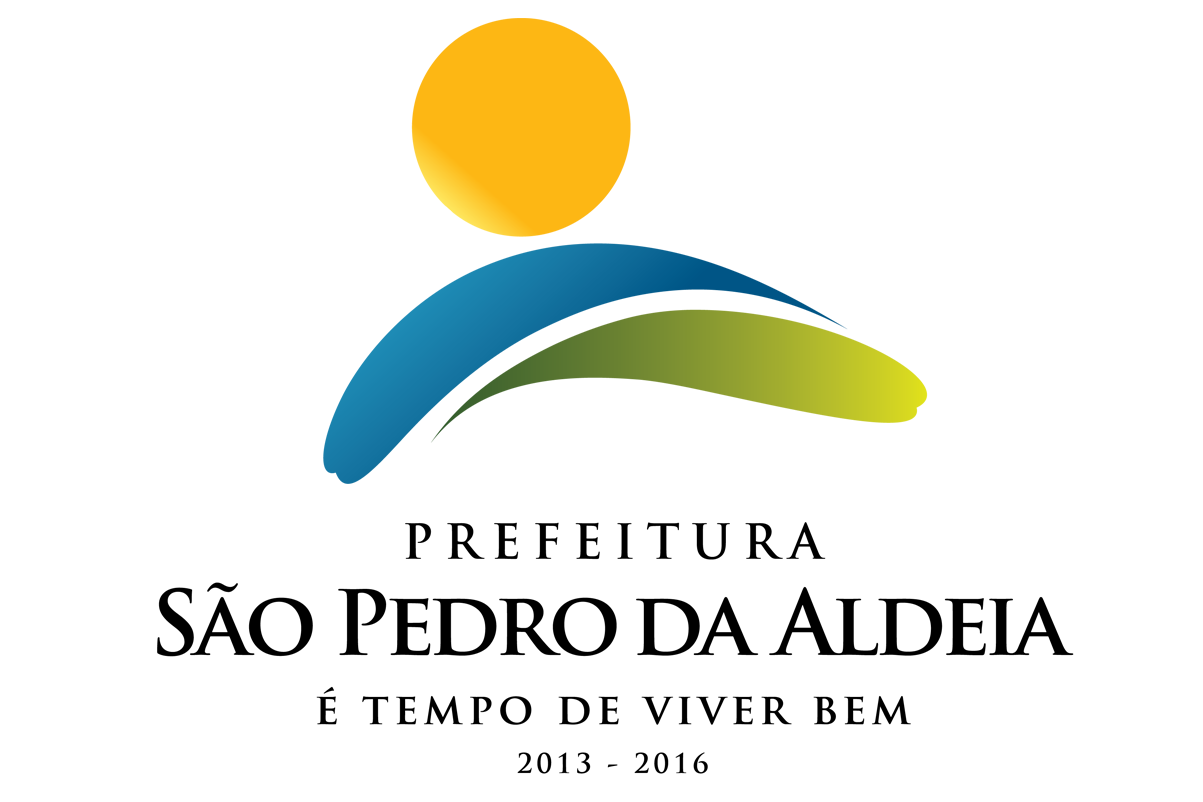 PREFEITURA
SÃO PEDRO DA ALDEIA
É TEMPO DE VIVER BEM
2013 - 2016